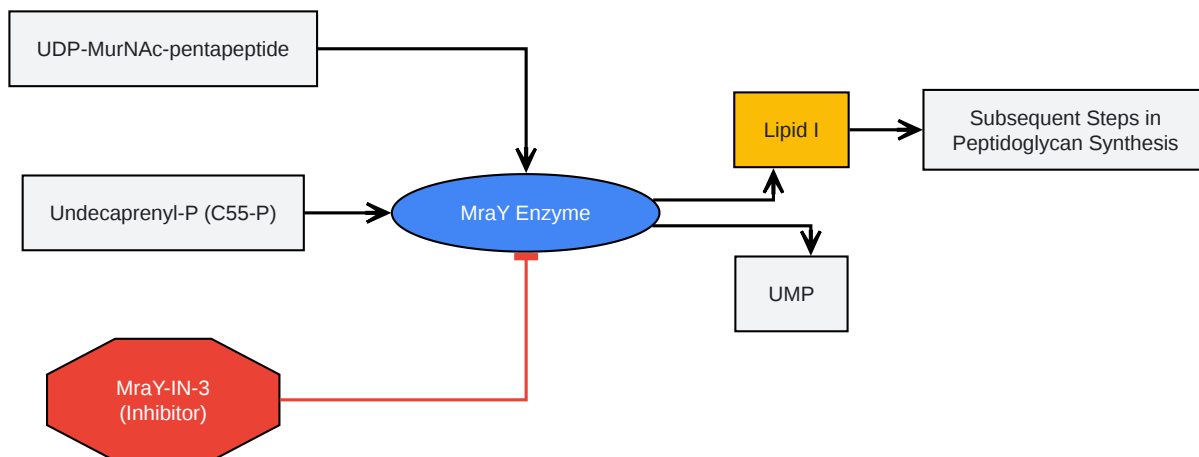 UDP-MurNAc-pentapeptide
Lipid I
Subsequent Steps in
Peptidoglycan Synthesis
Undecaprenyl-P (C55-P)
MraY Enzyme
UMP
MraY-IN-3
(Inhibitor)